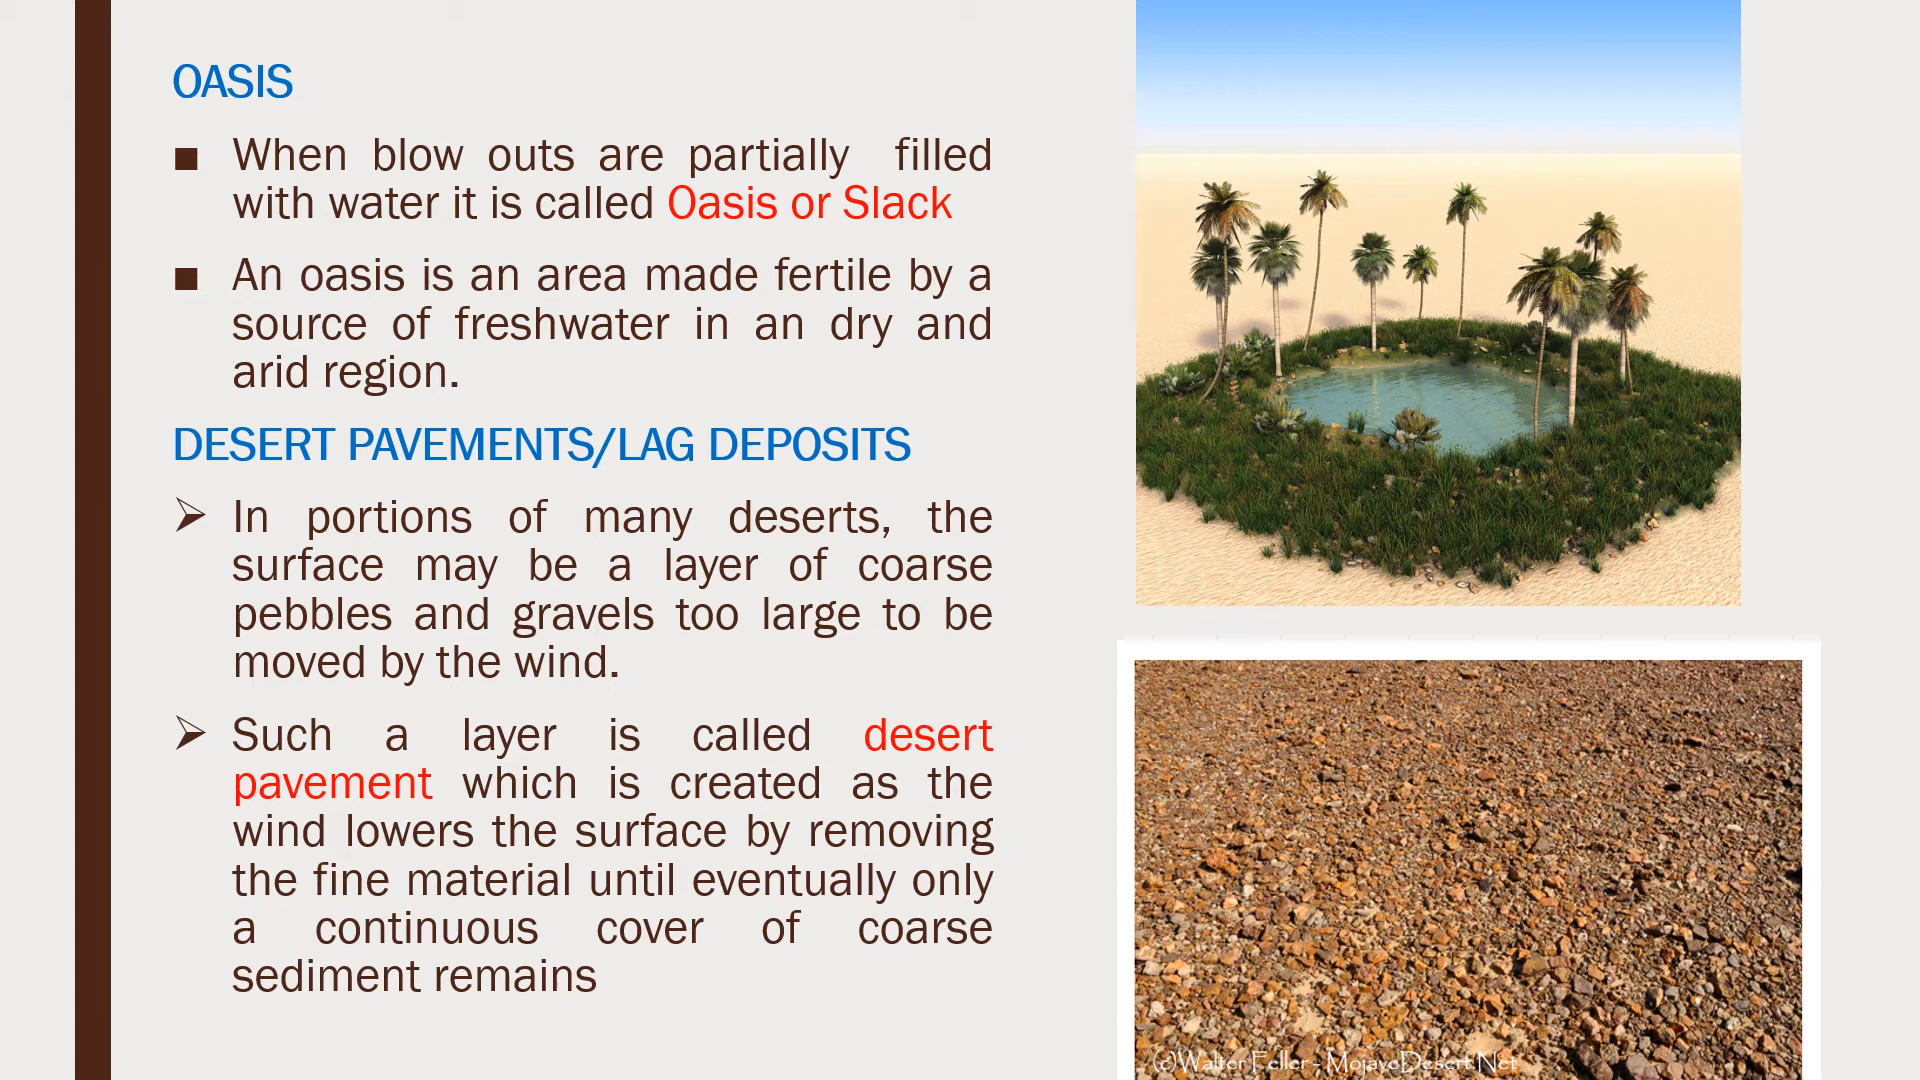 OASIS
When blow outs are partially filled
with water it is called Oasis or Slack
An oasis is an area made fertile by a
source of freshwater in an dry and
arid region.
DESERT PAVEMENTS/LAG DEPOSITS
In portions of many deserts, the
surface may be a layer of coarse
pebbles and gravels too large to be
moved by the wind.
Such a layer is called desert
pavement which is created as the
wind lowers the surface by removing
the fine material until eventually only
a continuous cover of coarse
sediment remains
(c)Walter Feller - MojaveDesert.Net